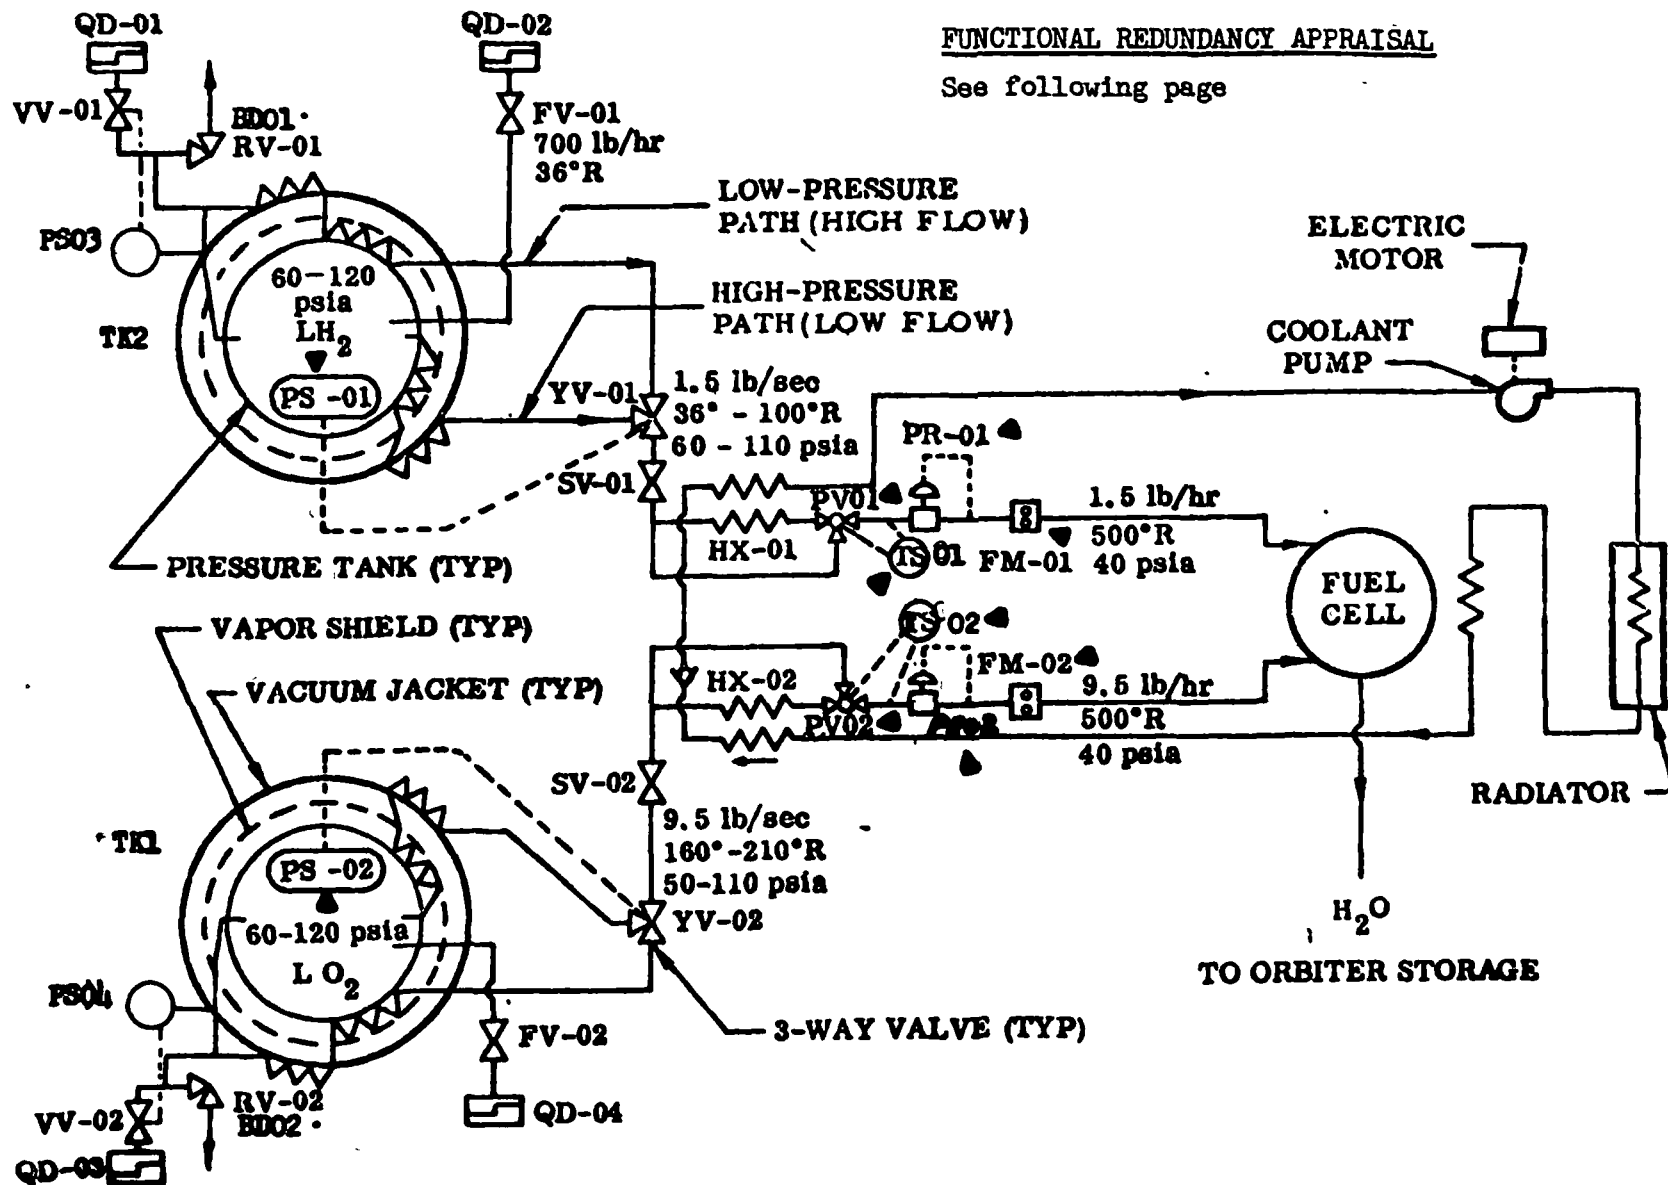 QD-01
QD-02
FUNCTIONAL REDUNDANCY APPRAISAL
See following page
VV-01
BD01
RV-01
FV-01
700 lb/hr
36°R
LOW-PRESSURE
PATH (HIGH FLOW)
PS03
60-120
psia
LH2
TK2
HIGH-PRESSURE
PATH (LOW FLOW)
ELECTRIC
MOTOR
COOLANT
PUMP
PS-01
YV-01
1.5 lb/sec
36° - 100°R
60 - 110 psia
PR-01
SV-01
PV01
1.5 lb/hr
HX-01
TS 01
FM-01
500°R
40 psia
PRESSURE TANK (TYP)
FUEL
CELL
VAPOR SHIELD (TYP)
TS 02
FM-02
VACUUM JACKET (TYP)
HX-02
9.5 lb/hr
PV02
500°R
40 psia
SV-02
RADIATOR
TK1
9.5 lb/sec
160°-210°R
50-110 psia
PS-02
YV-02
60-120 psia
L O2
H2O
TO ORBITER STORAGE
PS04
3-WAY VALVE (TYP)
FV-02
RV-02
BD02
VV-02
QD-04
QD-03